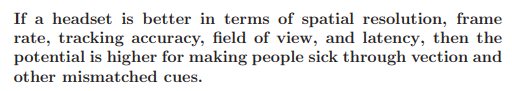 If a headset is better in terms of spatial resolution, frame
rate, tracking accuracy, field of view, and latency, then the
potential is higher for making people sick through vection and
other mismatched cues.